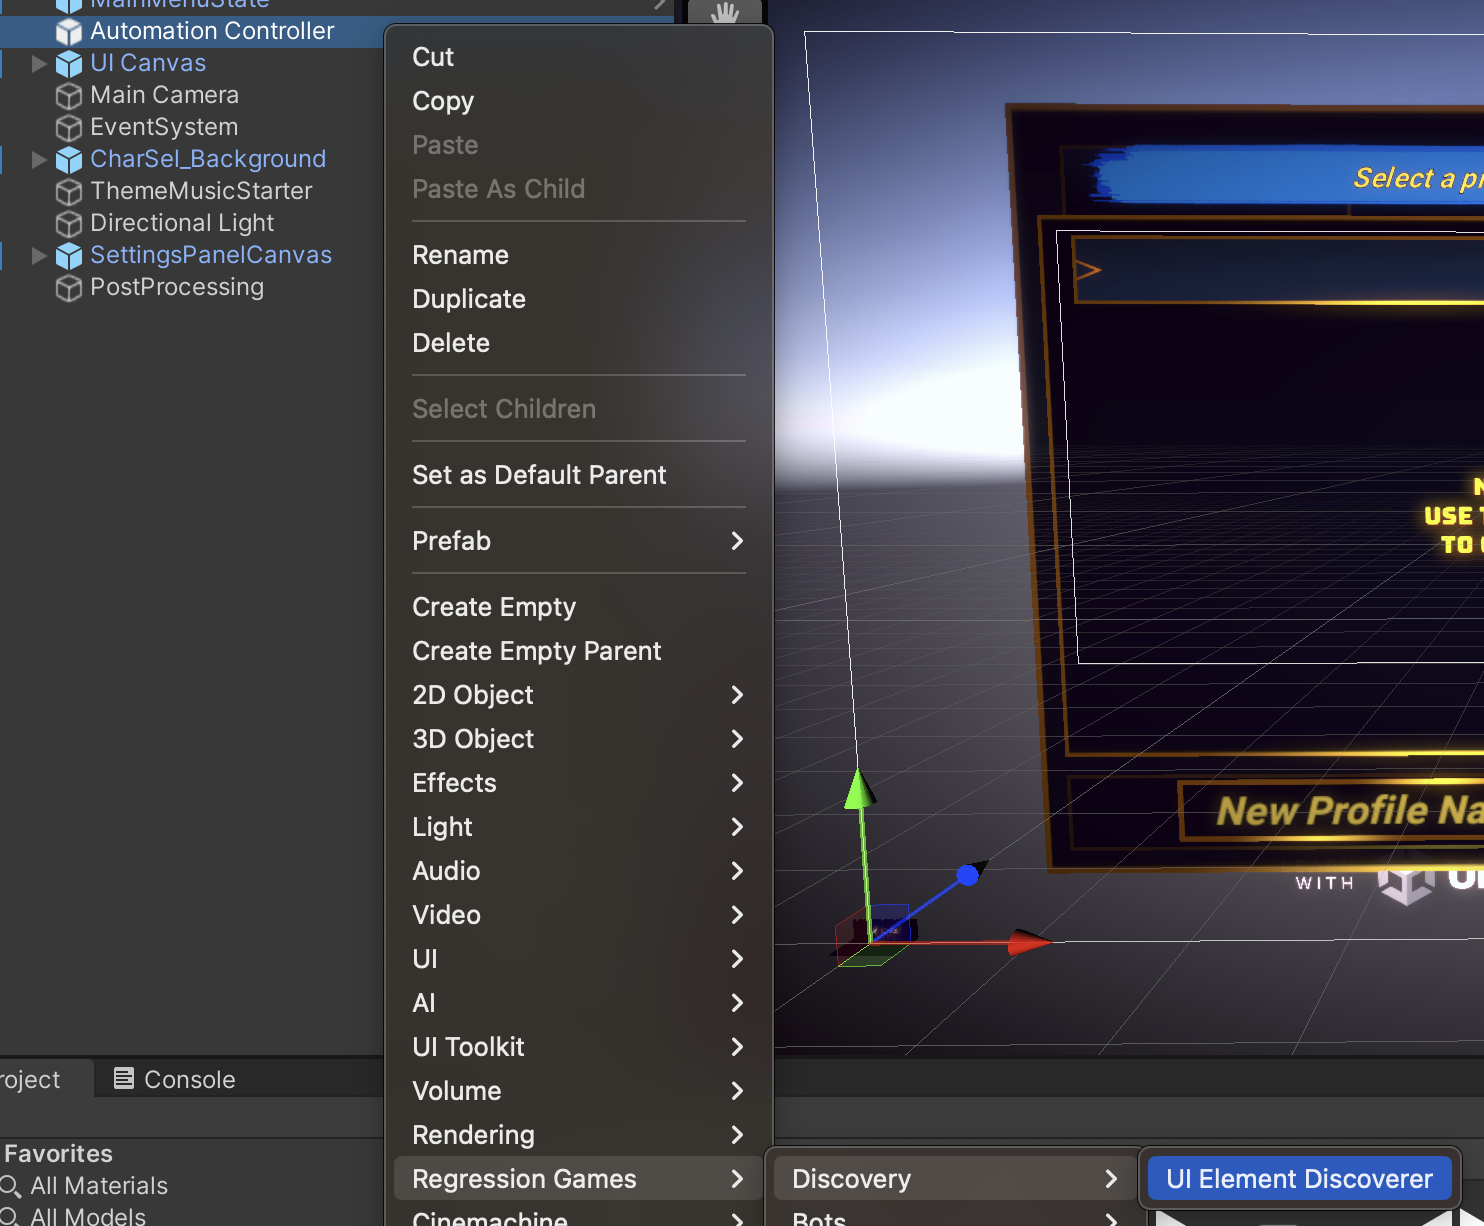 MainMenuState
Automation Controller
UI Canvas
Main Camera
EventSystem
CharSel_Background
ThemeMusicStarter
Directional Light
SettingsPanelCanvas
PostProcessing
Cut
Copy
Paste
Paste As Child
Rename
Duplicate
Delete
Select Children
Set as Default Parent
Prefab
Create Empty
Create Empty Parent
2D Object
3D Object
Effects
Light
Audio
Video
UI
AI
UI Toolkit
Volume
Rendering
Regression Games
Cinemachine
Discovery
Bots
UI Element Discoverer
Select a pr
USE T
TO
New Profile Na
WITH
roject
Console
Favorites
All Materials
All Models